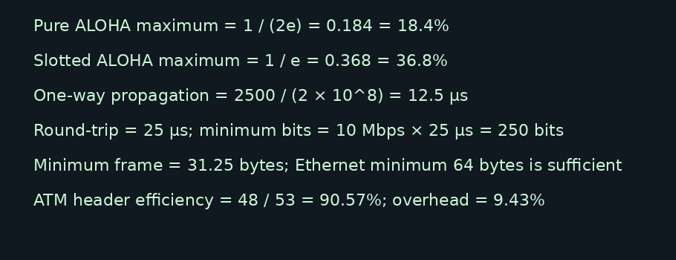 Pure ALOHA maximum = 1 / (2e) = 0.184 = 18.4%
Slotted ALOHA maximum = 1 / e = 0.368 = 36.8%
One-way propagation = 2500 / (2 × 10^8) = 12.5 µs
Round-trip = 25 µs; minimum bits = 10 Mbps × 25 µs = 250 bits
Minimum frame = 31.25 bytes; Ethernet minimum 64 bytes is sufficient
ATM header efficiency = 48 / 53 = 90.57%; overhead = 9.43%